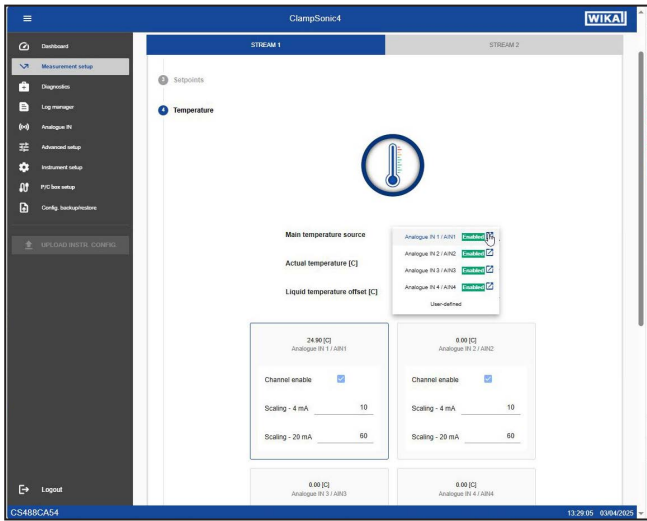 ClampSonic4
WIKAI
Dashboard
Measurement setup
Diagnostics
Log manager
Analogue IN
Advanced setup
Instrument setup
P/C box setup
Config. backup/restore
UPLOAD INSTR. CONFIG.
Logout
CS488CA54
STREAM 1 STREAM 2
3 Setpoints
4 Temperature
Main temperature source
Actual temperature [C]
Liquid temperature offset [C]
Analogue IN 1 / AIN1 Enabled
Analogue IN 2 / AIN2 Enabled
Analogue IN 3 / AIN3 Enabled
Analogue IN 4 / AIN4 Enabled
User-defined
24.90 [C]
Analogue IN 1 / AIN1
Channel enable
Scaling - 4 mA 10
Scaling - 20 mA 60
0.00 [C]
Analogue IN 2 / AIN2
Channel enable
Scaling - 4 mA 10
Scaling - 20 mA 60
0.00 [C]
Analogue IN 3 / AIN3
0.00 [C]
Analogue IN 4 / AIN4
13:29:05 03/04/2025